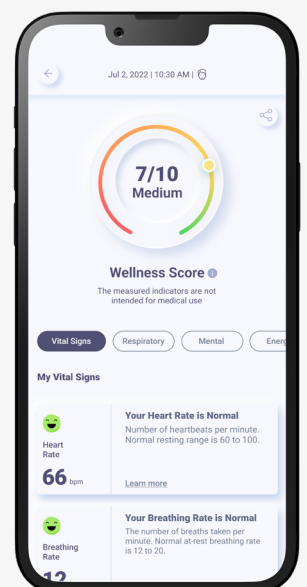 Jul 2, 2022 | 10:30 AM |
7/10
Medium
Wellness Score
The measured indicators are not
intended for medical use
Vital Signs
Respiratory
Mental
Energ
My Vital Signs
Heart
Rate
66 bpm
Your Heart Rate is Normal
Number of heartbeats per minute.
Normal resting range is 60 to 100.
Learn more
Breathing
Rate
12
Your Breathing Rate is Normal
The number of breaths taken per
minute. Normal at-rest breathing rate
is 12 to 20.